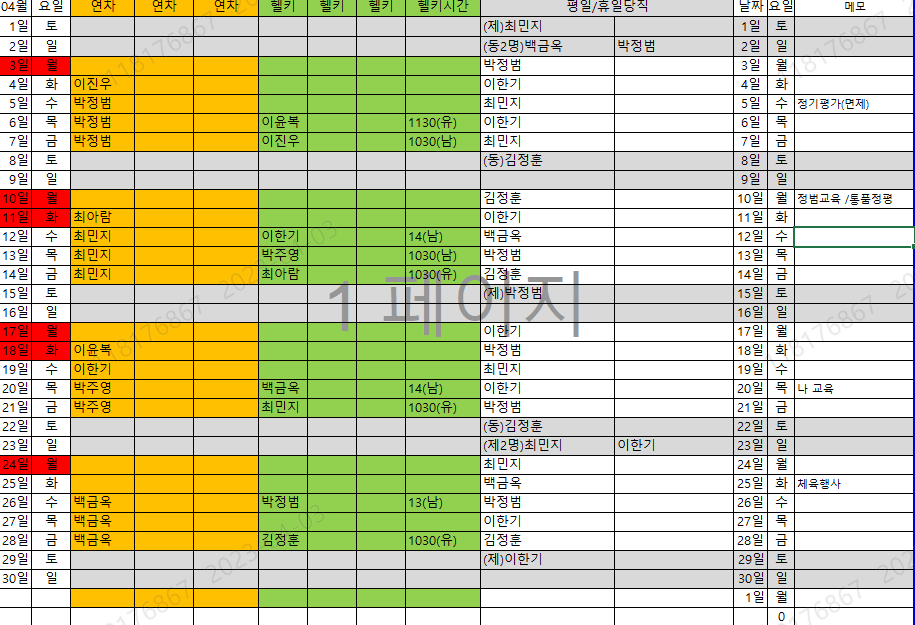 04월 요일 연차 연차 연차 헬키 헬키 헬키 헬키시간 평일/휴일당직 날짜 요일 메모
1일 토 (제)최민지 1일 토
2일 일 (동2명)백금옥 박정범 2일 일
3일 월 박정범 3일 월
4일 화 이진우 이한기 4일 화
5일 수 박정범 최민지 5일 수 정기평가(면제)
6일 목 박정범 이윤복 1130(유) 이한기 6일 목
7일 금 박정범 이진우 1030(남) 최민지 7일 금
8일 토 (동)김정훈 8일 토
9일 일 9일 일
10일 월 김정훈 10일 월 정범교육 /통품정평
11일 화 최아람 이한기 11일 화
12일 수 최민지 이한기 14(남) 백금옥 12일 수
13일 목 최민지 박주영 1030(남) 박정범 13일 목
14일 금 최민지 최아람 1030(유) 김정훈 14일 금
15일 토 (제)박정범 15일 토
1 페이지
16일 일 16일 일
17일 월 이한기 17일 월
18일 화 이윤복 박정범 18일 화
19일 수 이한기 최민지 19일 수
20일 목 박주영 백금옥 14(남) 이한기 20일 목 나 교육
21일 금 박주영 최민지 1030(유) 박정범 21일 금
22일 토 (동)김정훈 22일 토
23일 일 (제2명)최민지 이한기 23일 일
24일 월 최민지 24일 월
25일 화 백금옥 25일 화 체육행사
26일 수 백금옥 박정범 13(남) 박정범 26일 수
27일 목 백금옥 이한기 27일 목
28일 금 백금옥 김정훈 1030(유) 김정훈 28일 금
29일 토 (제)이한기 29일 토
30일 일 30일 일
1일 월
0